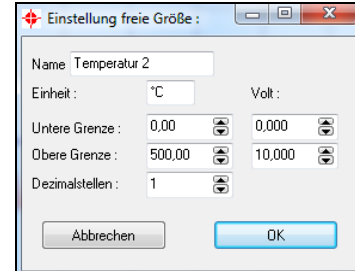 Einstellung freie Größe :
Name Temperatur 2
Einheit : °C Volt :
Untere Grenze : 0,00 0,000
Obere Grenze : 500,00 10,000
Dezimalstellen : 1
Abbrechen OK